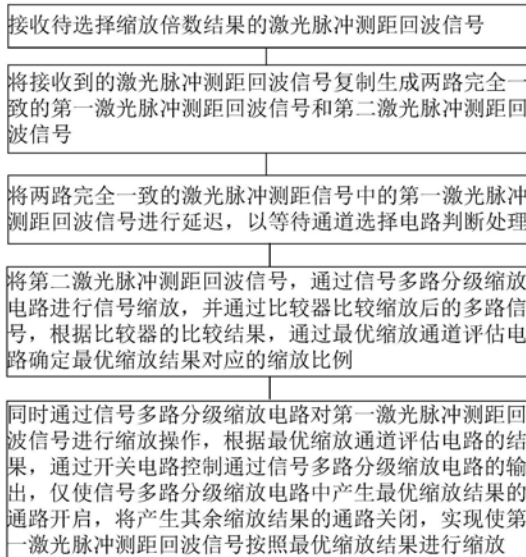 接收待选择缩放倍数结果的激光脉冲测距回波信号
将接收到的激光脉冲测距回波信号复制生成两路完全一
致的第一激光脉冲测距回波信号和第二激光脉冲测距回
波信号
将两路完全一致的激光脉冲测距信号中的第一激光脉冲
测距回波信号进行延迟，以等待通道选择电路判断处理
将第二激光脉冲测距回波信号，通过信号多路分级缩放
电路进行信号缩放，并通过比较器比较缩放后的多路信
号，根据比较器的比较结果，通过最优缩放通道评估电
路确定最优缩放结果对应的缩放比例
同时通过信号多路分级缩放电路对第一激光脉冲测距回
波信号进行缩放操作，根据最优缩放通道评估电路的结
果，通过开关电路控制通过信号多路分级缩放电路的输
出，仅使信号多路分级缩放电路中产生最优缩放结果的
通路开启，将产生其余缩放结果的通路关闭，实现使第
一激光脉冲测距回波信号按照最优缩放结果进行缩放